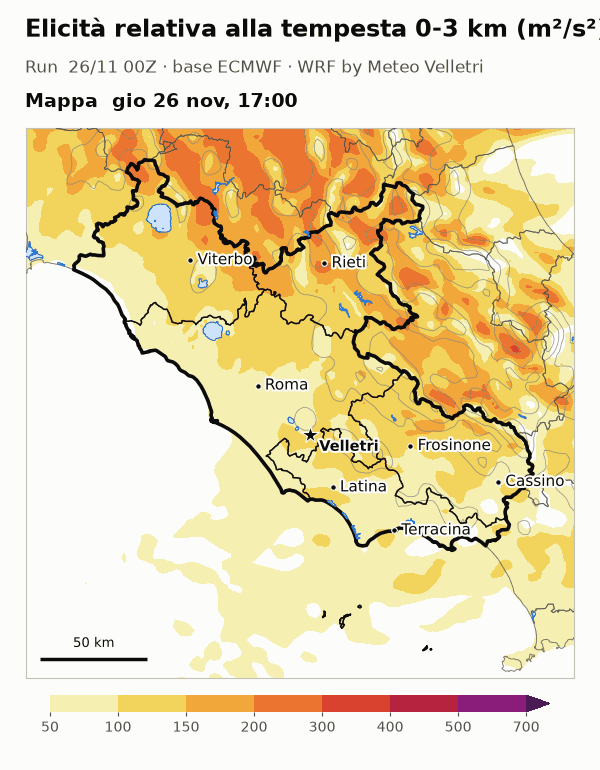 Elicità relativa alla tempesta 0-3 km (m²/s²)
Run  26/11 00Z · base ECMWF · WRF by Meteo Velletri
Mappa  gio 26 nov, 17:00
Viterbo
Rieti
Roma
Velletri
Frosinone
Cassino
Latina
Terracina
50 km
50 100 150 200 300 400 500 700